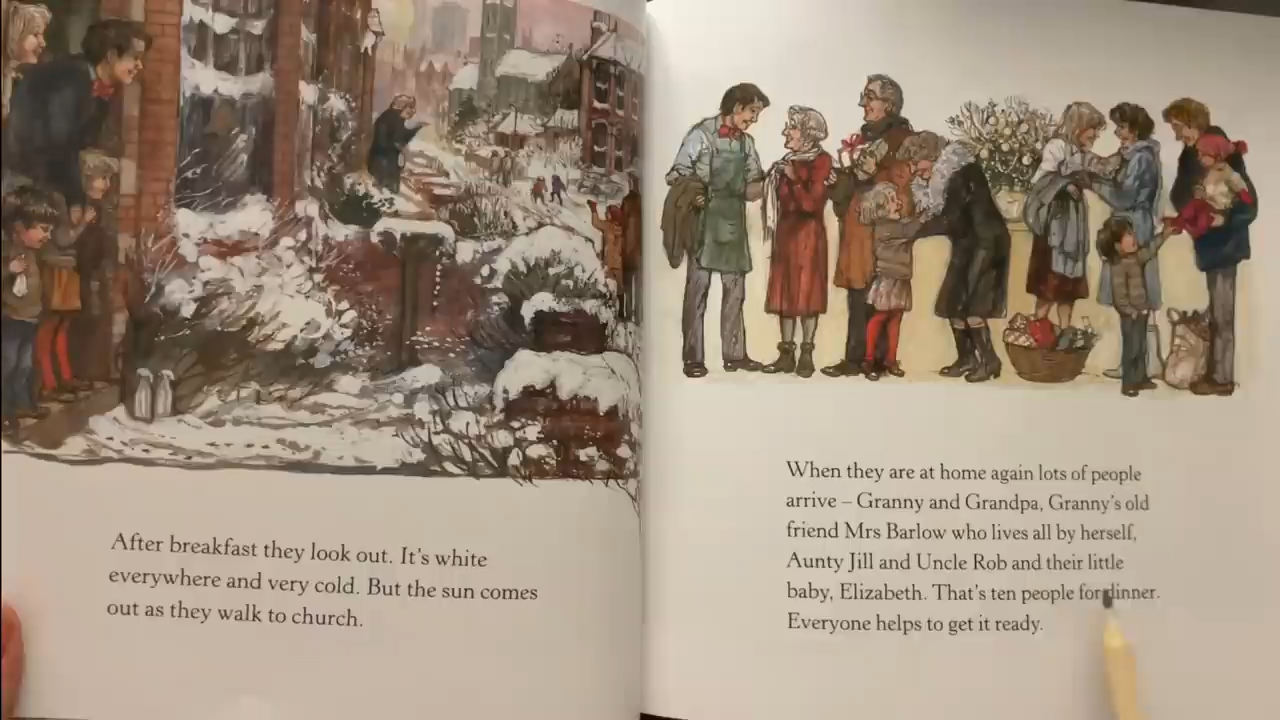 After breakfast they look out. It's white
everywhere and very cold. But the sun comes
out as they walk to church.
When they are at home again lots of people
arrive – Granny and Grandpa, Granny's old
friend Mrs Barlow who lives all by herself,
Aunty Jill and Uncle Rob and their little
baby, Elizabeth. That's ten people for dinner.
Everyone helps to get it ready.